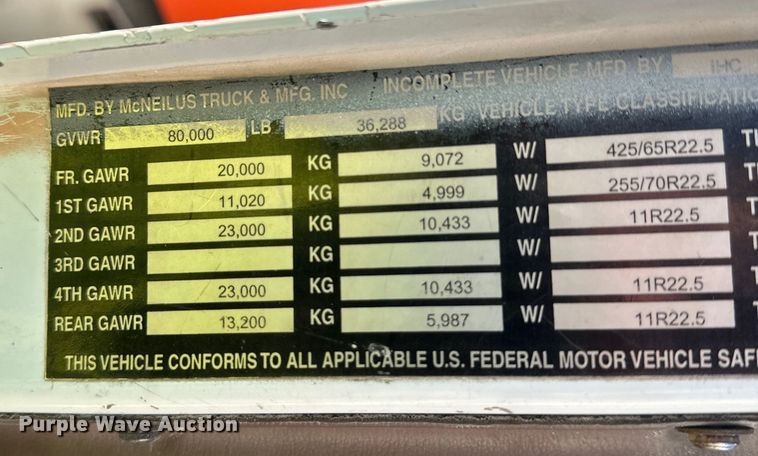 MFD. BY McNEILUS TRUCK & MFG. INC INCOMPLETE VEHICLE MFD. BY IHC
GVWR 80,000 LB 36,288 KG VEHICLE TYPE CLASSIFICATIO
FR. GAWR 20,000 KG 9,072 W/ 425/65R22.5 TI
1ST GAWR 11,020 KG 4,999 W/ 255/70R22.5 TI
2ND GAWR 23,000 KG 10,433 W/ 11R22.5 T
3RD GAWR KG W/ T
4TH GAWR 23,000 KG 10,433 W/ 11R22.5 T
REAR GAWR 13,200 KG 5,987 W/ 11R22.5 T
THIS VEHICLE CONFORMS TO ALL APPLICABLE U.S. FEDERAL MOTOR VEHICLE SAF
Purple Wave Auction